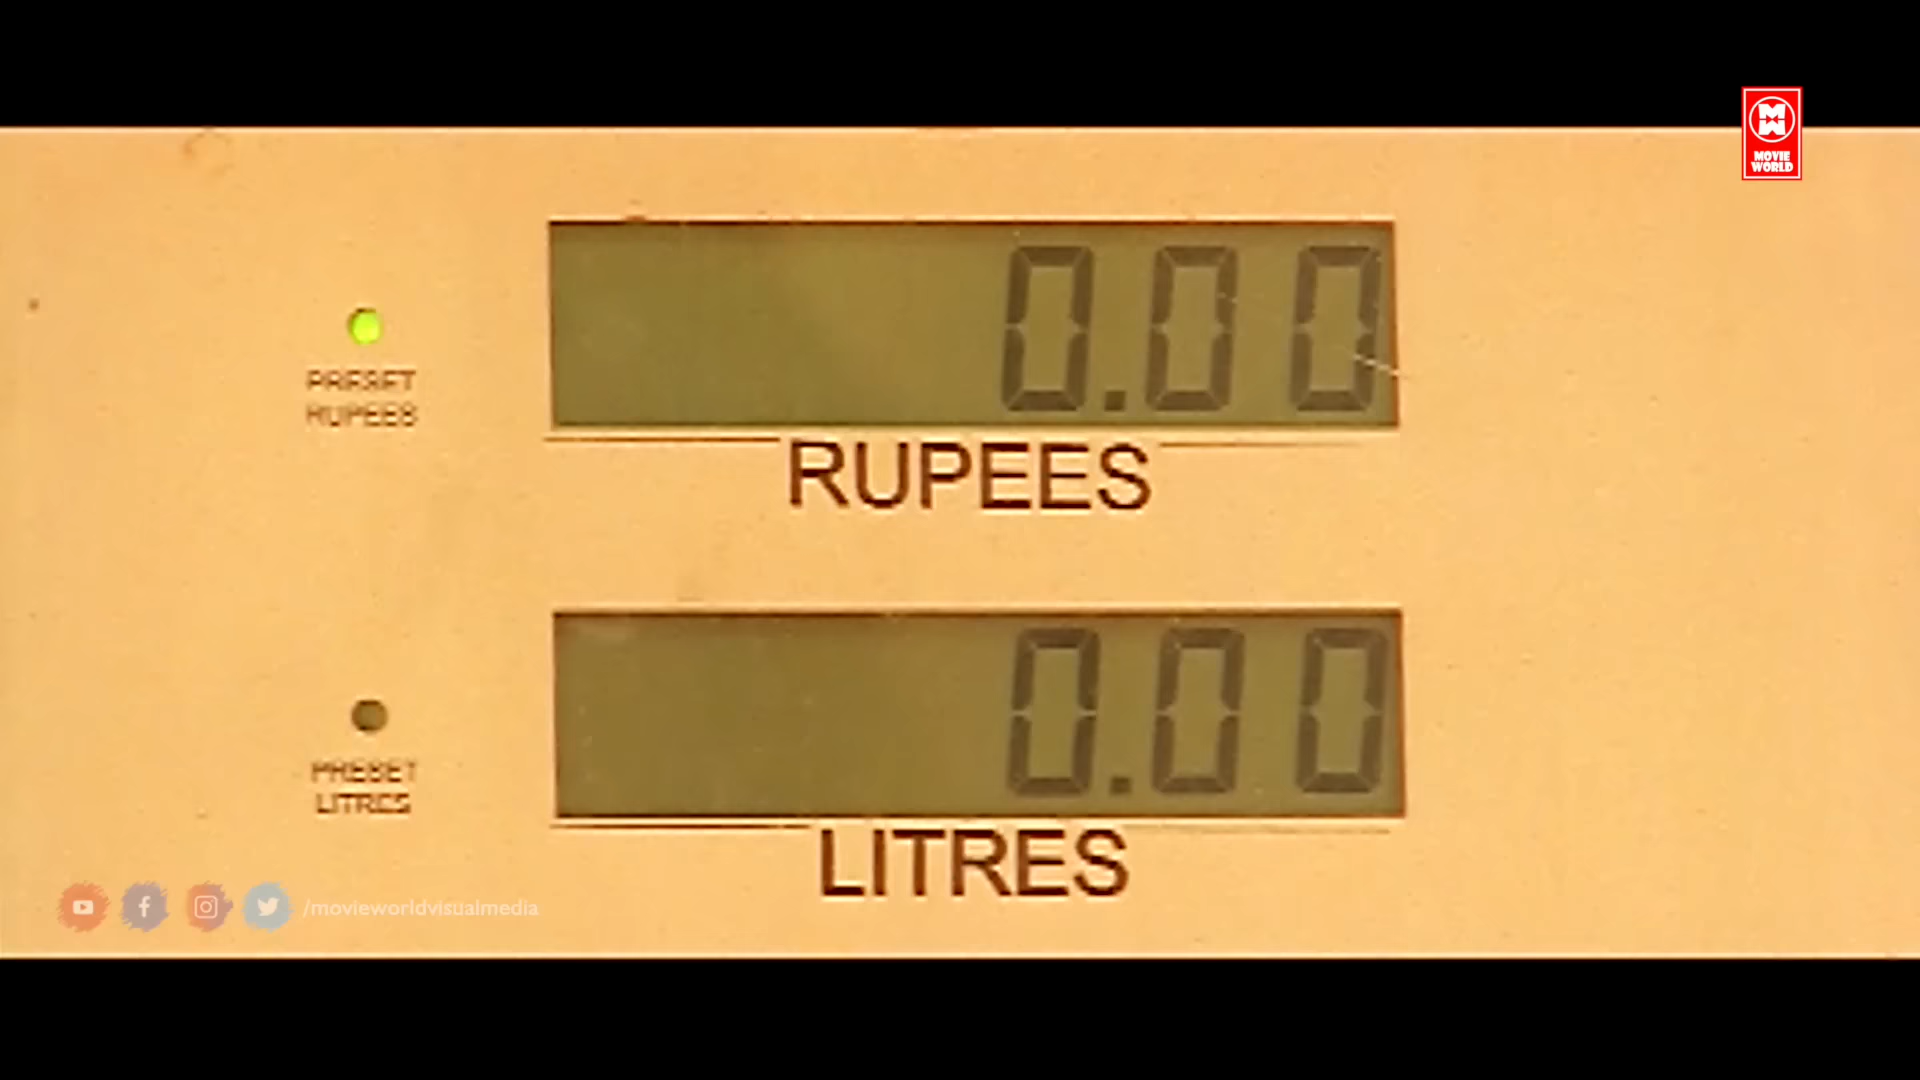 MOVIE
WORLD
0.00
PRESET
RUPEES
RUPEES
0.00
PRESET
LITRES
LITRES
/movieworldvisualmedia